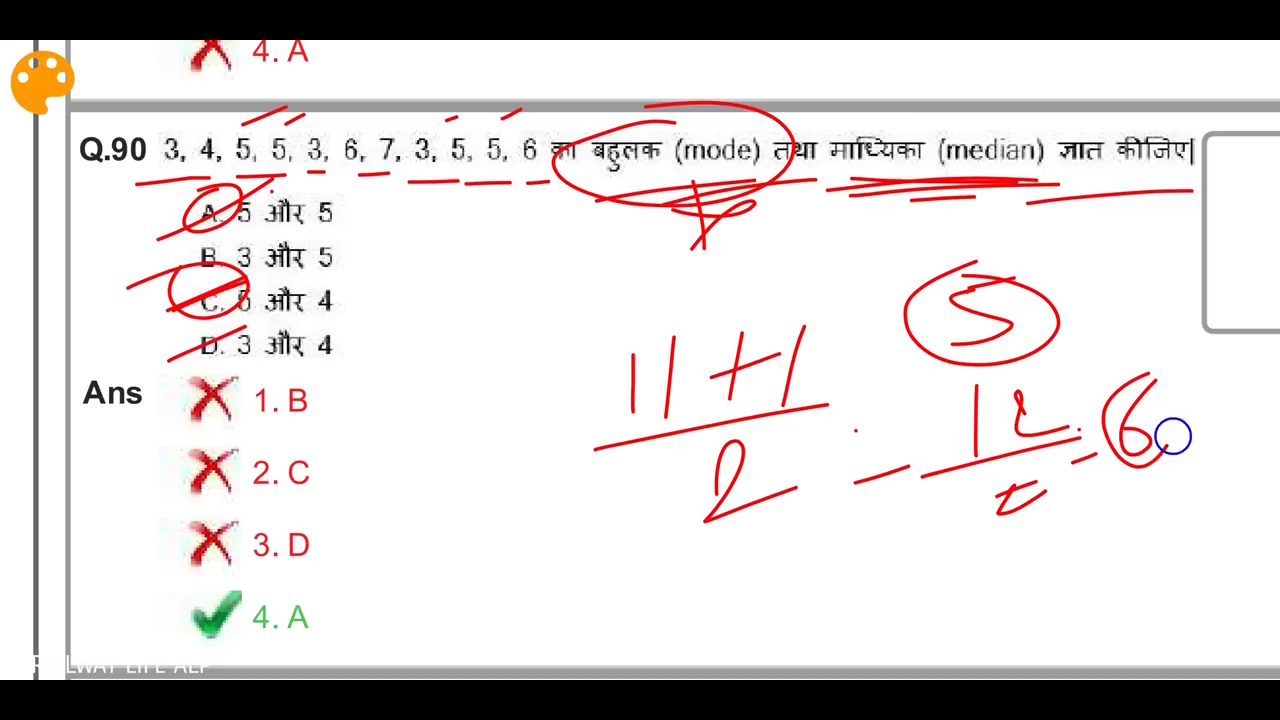 4. A
Q.90 3, 4, 5, 5, 3, 6, 7, 3, 5, 5, 6 का बहुलक (mode) तथा माध्यिका (median) ज्ञात कीजिए|
A. 5 और 5
B. 3 और 5
C. 5 और 4
D. 3 और 4
5
11+1
2
- 12 = 6
2
Ans
1. B
2. C
3. D
4. A
LIFE ALP